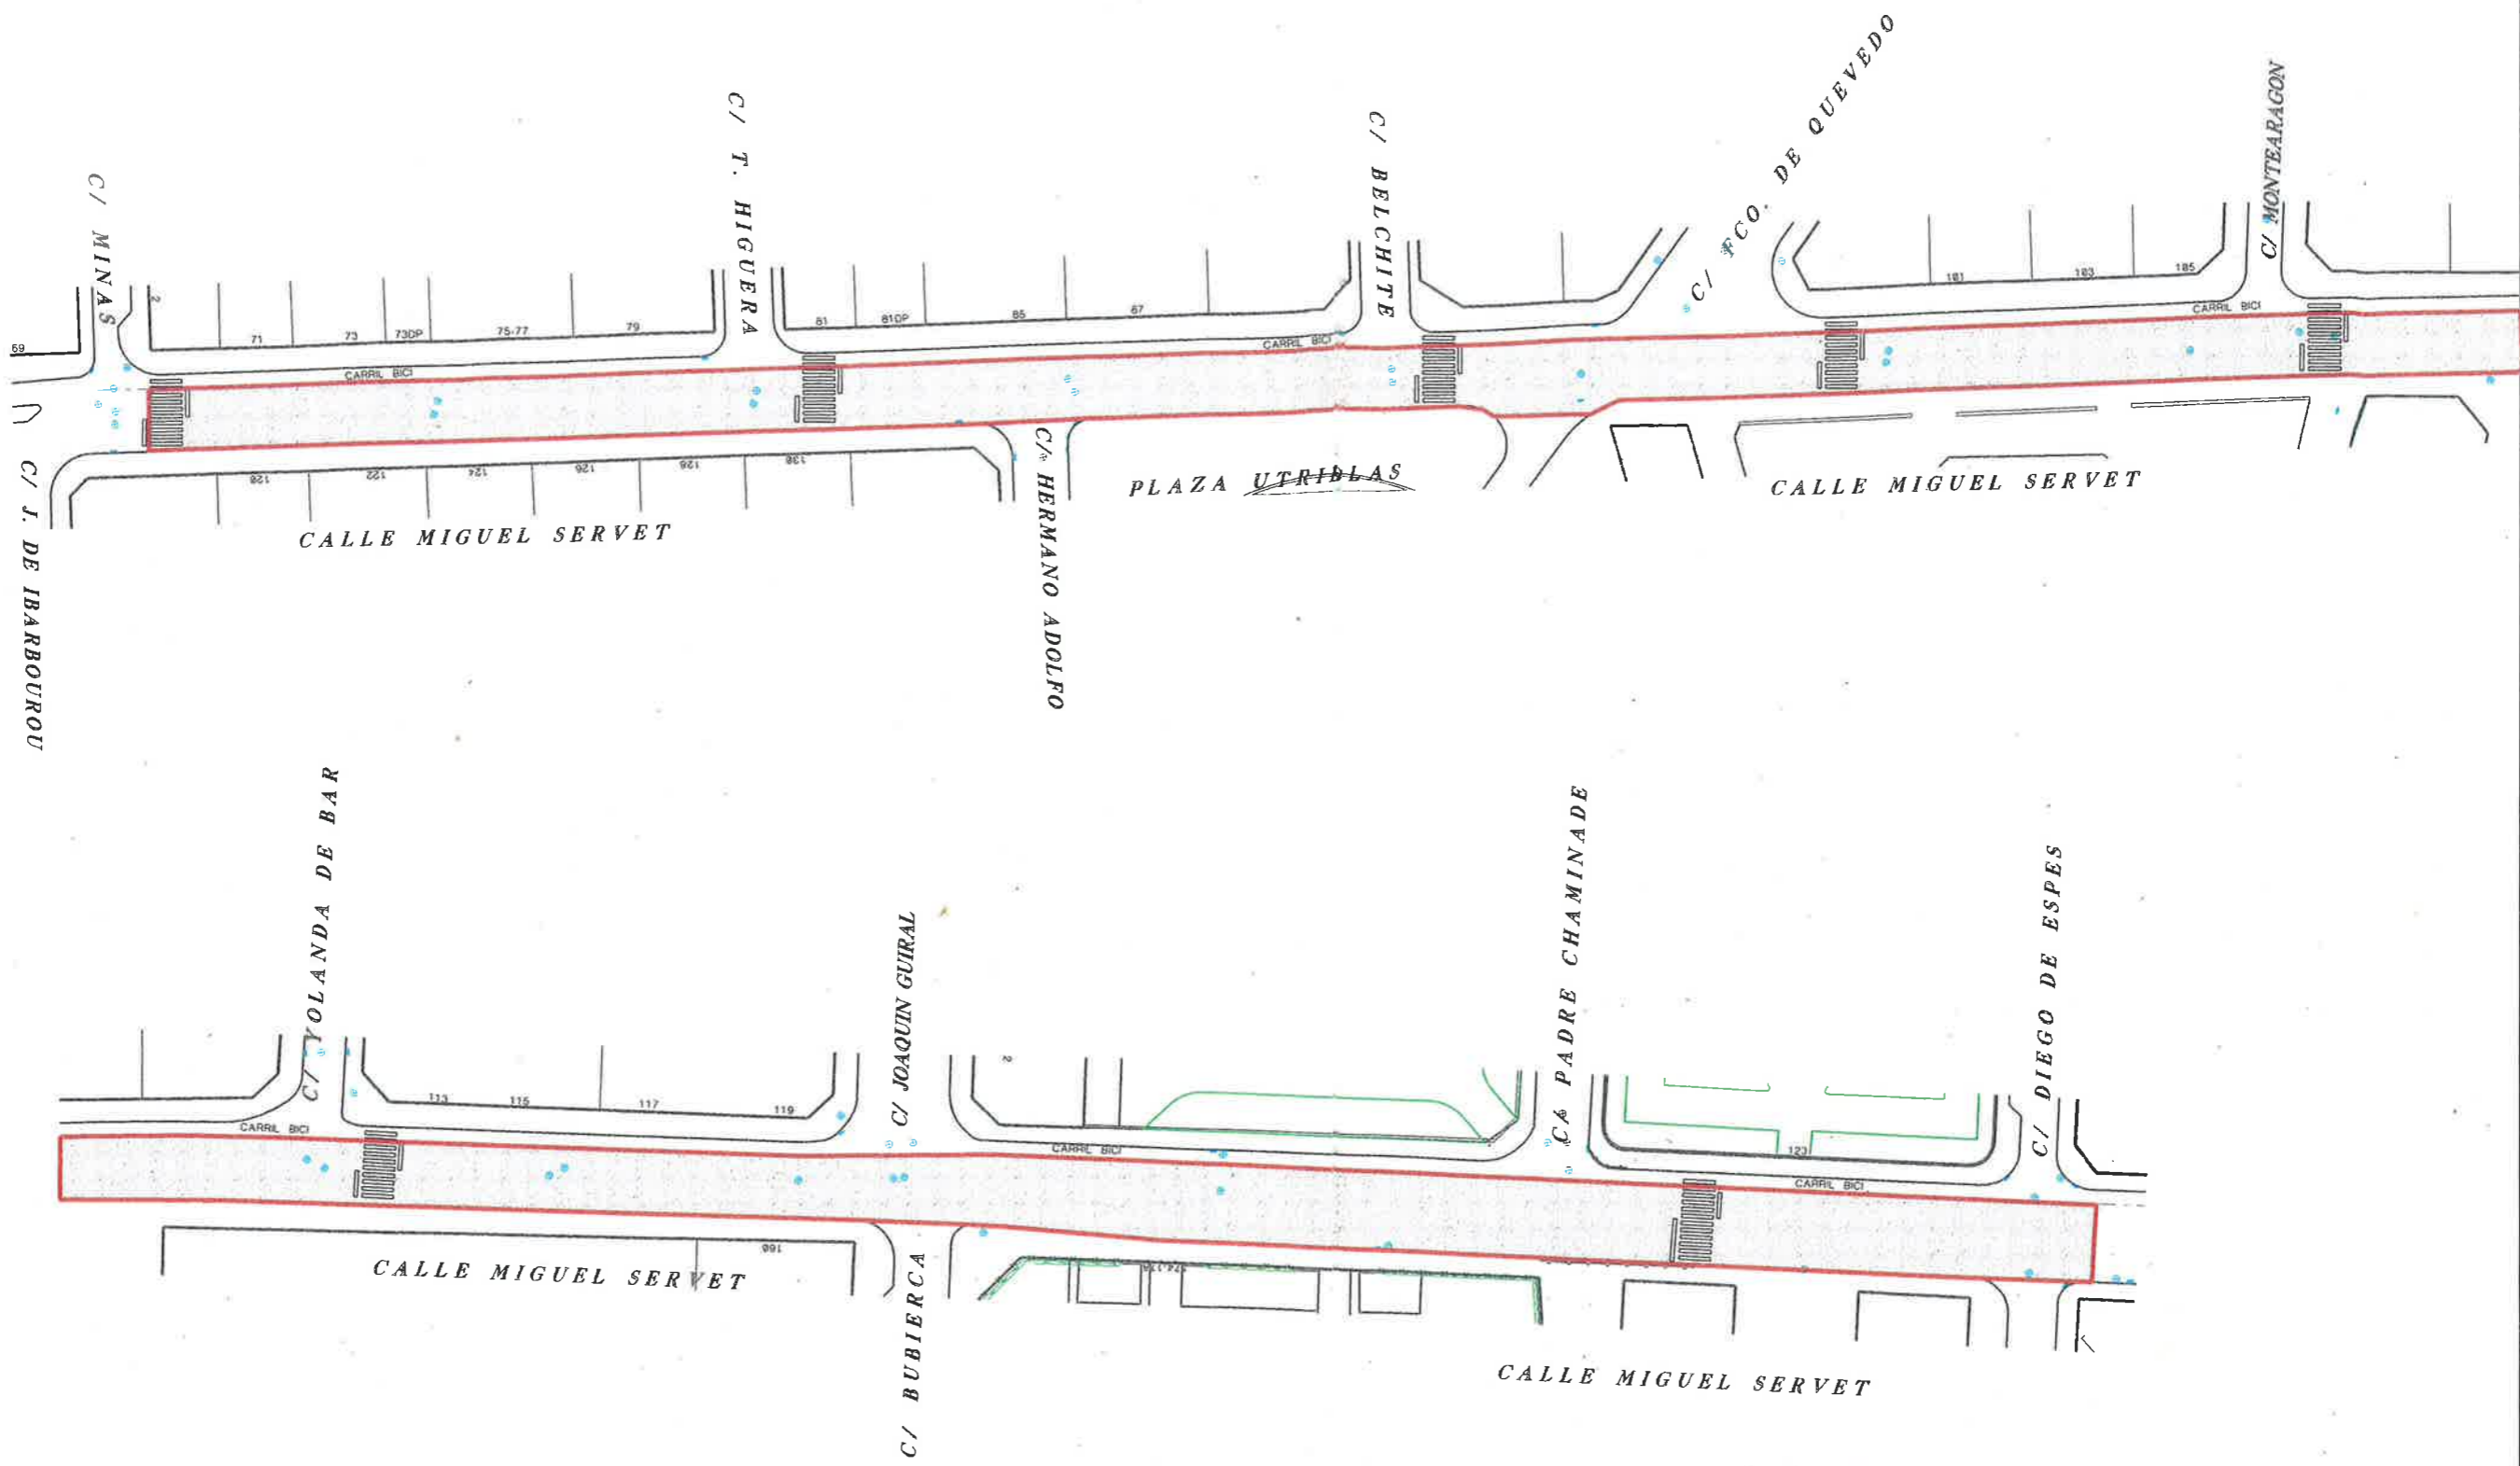 C/ MINAS
C/ T. HIGUERA
C/ BELCHITE
C/ FCO. DE QUEVEDO
C/ MONTEARAGON
69
2
71
73
73DP
75-77
79
81
81DP
85
87
101
103
105
CARRIL BICI
CARRIL BICI
CARRIL BICI
120
122
124
126
128
130
C/ J. DE IBARBOUROU
CALLE MIGUEL SERVET
C/ HERMANO ADOLFO
PLAZA UTRILLAS
CALLE MIGUEL SERVET
C/ YOLANDA DE BAR
C/ JOAQUIN GUIRAL
C/ PADRE CHAMINADE
C/ DIEGO DE ESPES
113
115
117
119
2
123
CARRIL BICI
CARRIL BICI
CARRIL BICI
160
CALLE MIGUEL SERVET
C/ BUBIERCA
CALLE MIGUEL SERVET